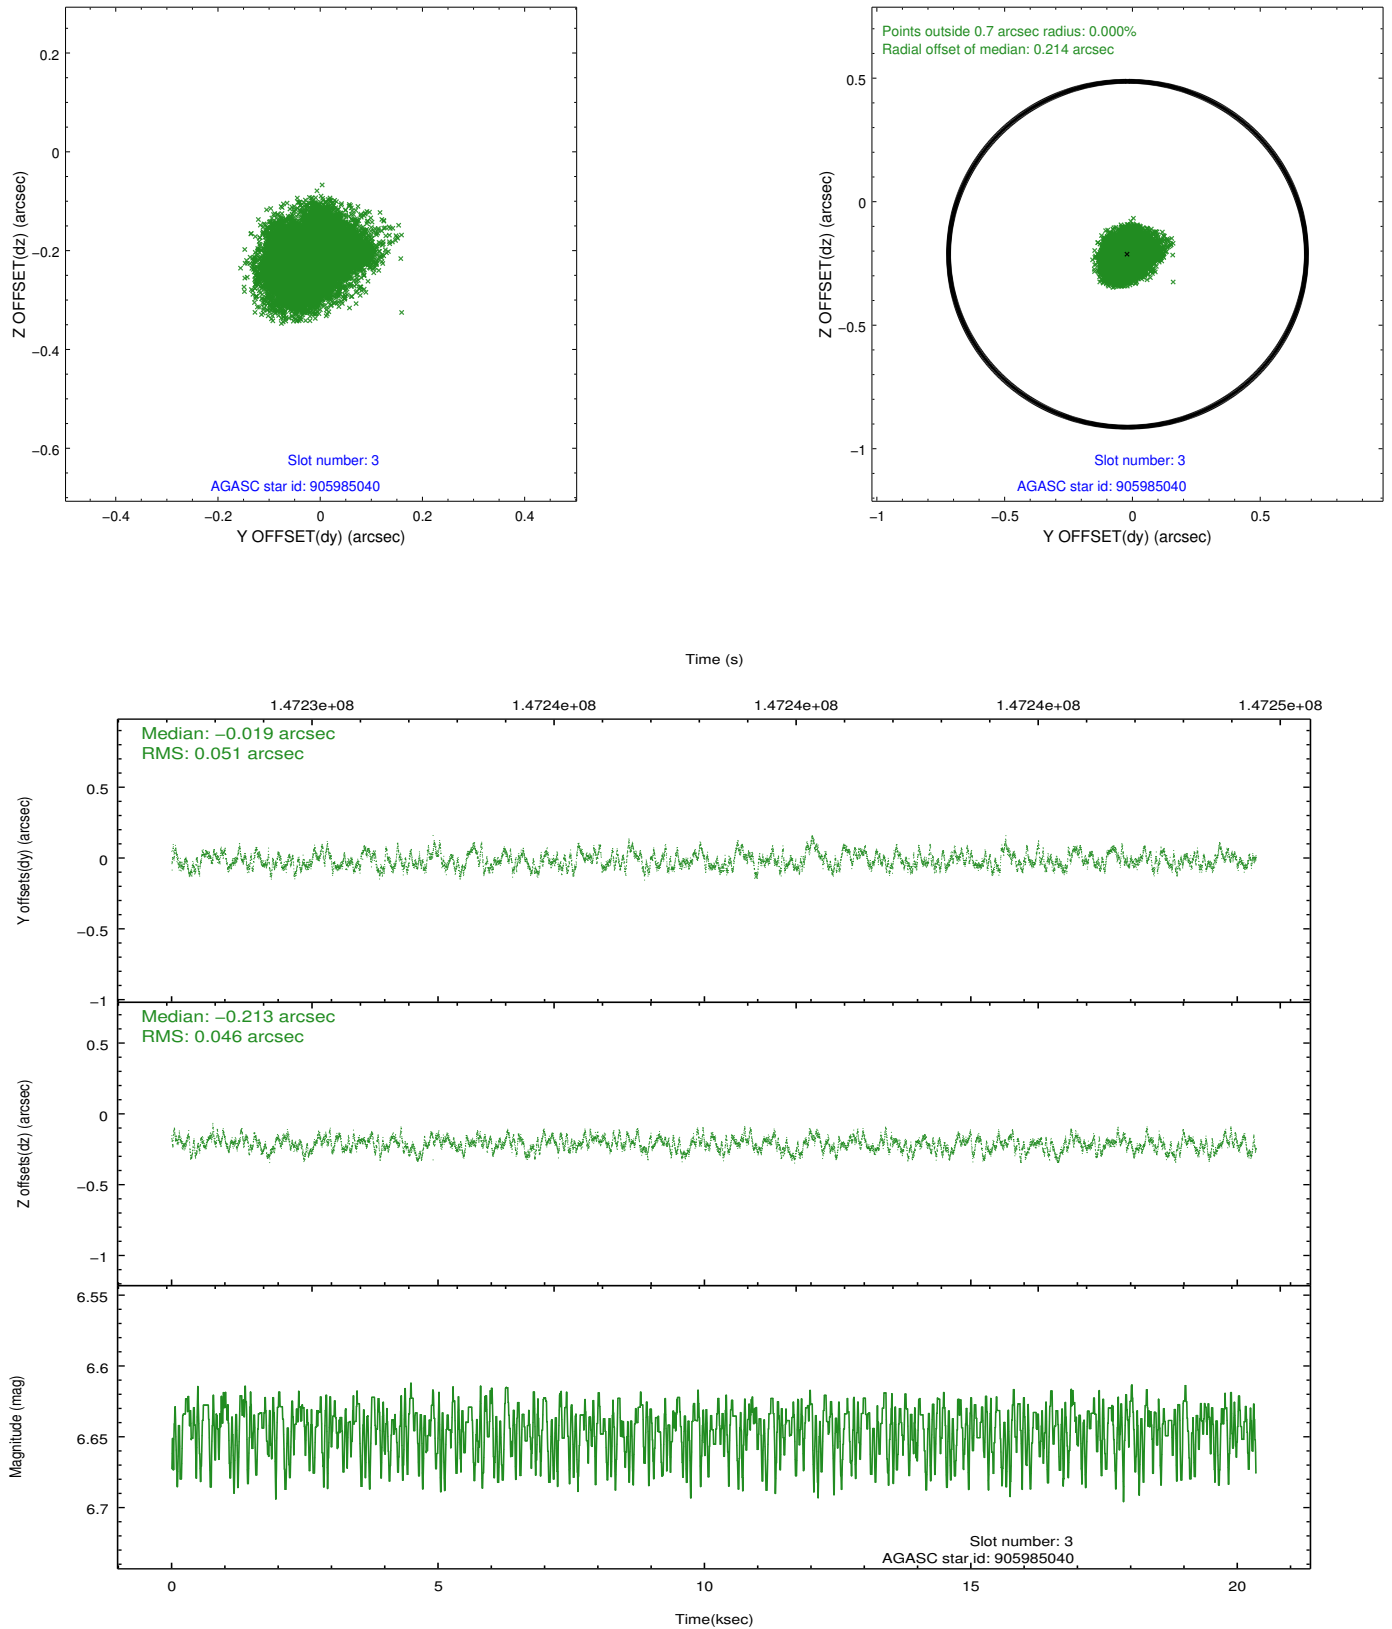 0.2
0
−0.2
−0.4
−0.6
Z OFFSET(dz) (arcsec)
Slot number: 3
AGASC star id: 905985040
−0.4
−0.2
0
0.2
0.4
Y OFFSET(dy) (arcsec)
Points outside 0.7 arcsec radius: 0.000%
Radial offset of median: 0.214 arcsec
0.5
0
−0.5
−1
Z OFFSET(dz) (arcsec)
Slot number: 3
AGASC star id: 905985040
−1
−0.5
0
0.5
Y OFFSET(dy) (arcsec)
Time (s)
1.4723e+08
1.4724e+08
1.4724e+08
1.4724e+08
1.4725e+08
Median: −0.019 arcsec
RMS: 0.051 arcsec
0.5
0
−0.5
−1
Y offsets(dy) (arcsec)
Median: −0.213 arcsec
RMS: 0.046 arcsec
0.5
0
−0.5
−1
Z offsets(dz) (arcsec)
6.55
6.6
6.65
6.7
Magnitude (mag)
Slot number: 3
AGASC star id: 905985040
0
5
10
15
20
Time(ksec)